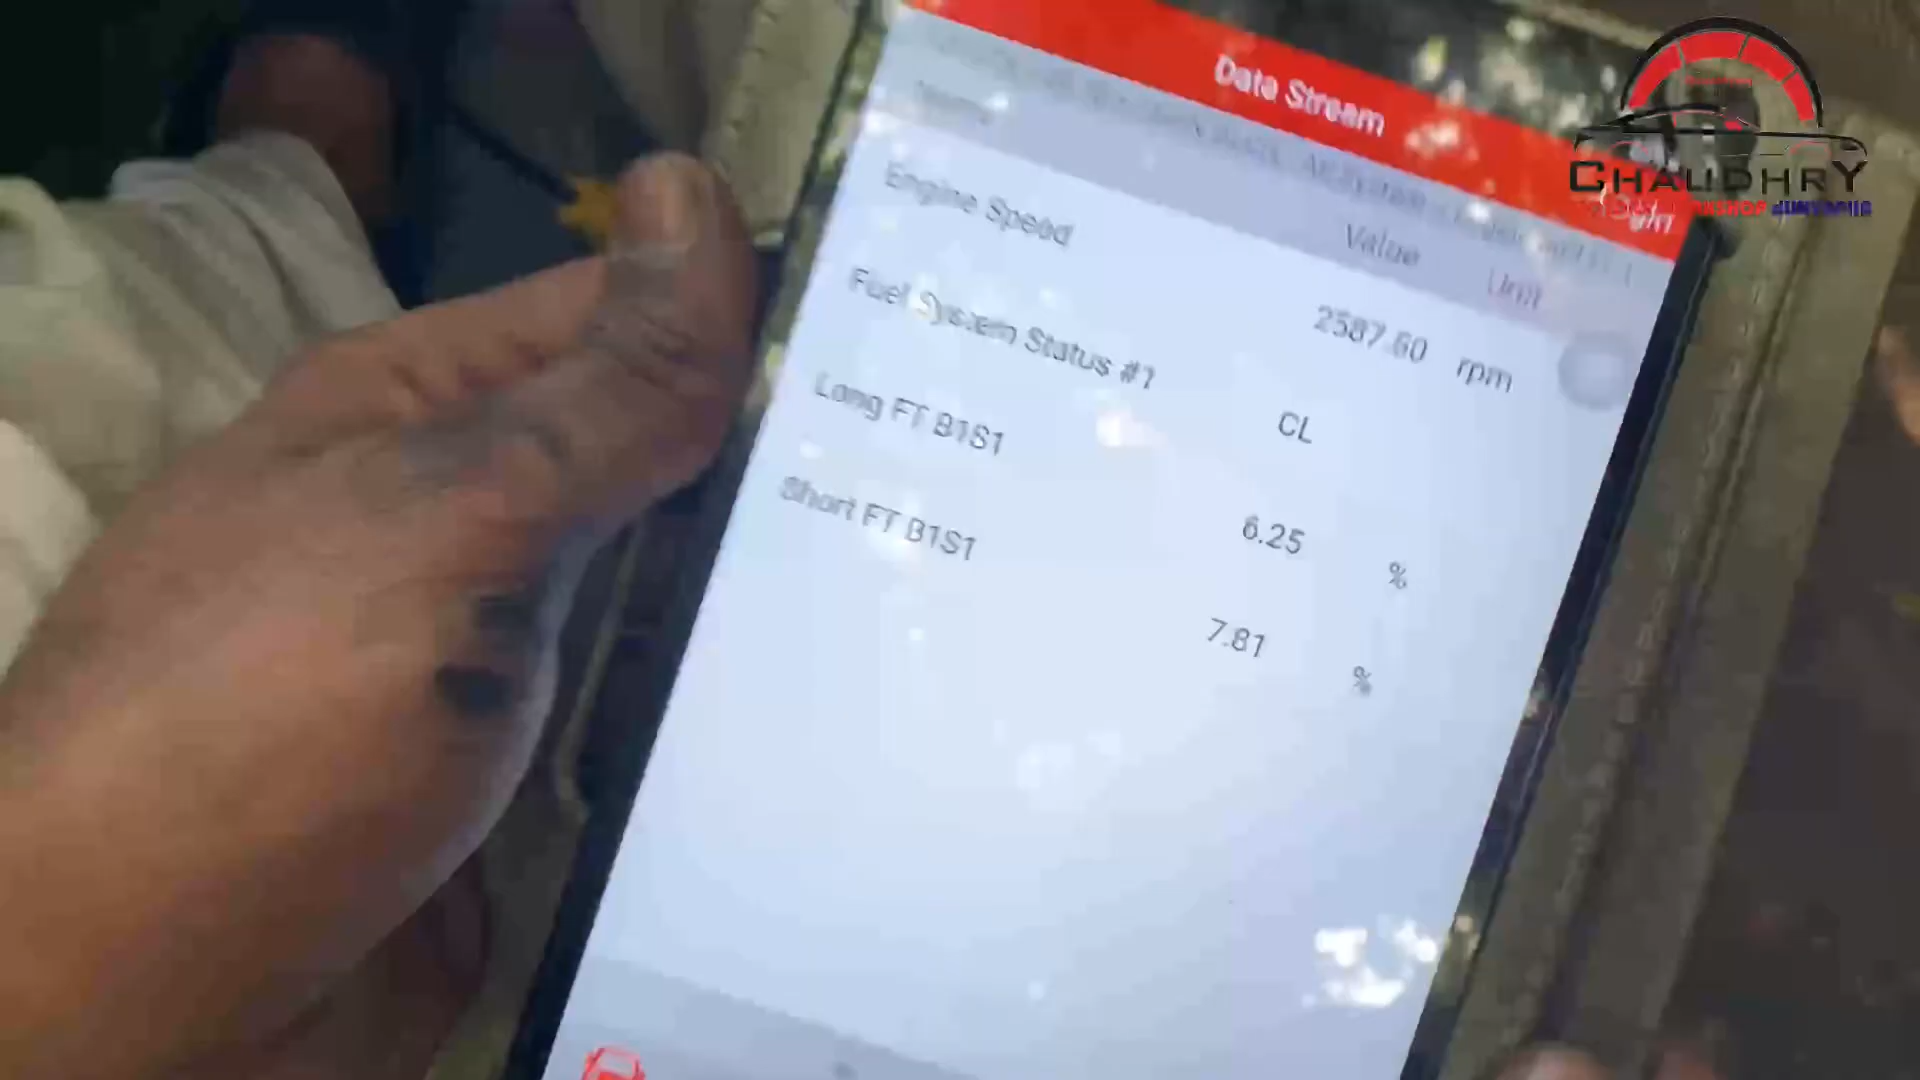 Data Stream
CHAUDHRY
Value
Unit
Engine Speed
2587.60 rpm
Fuel System Status #1
CL
Long FT B1S1
6.25 %
Short FT B1S1
7.81 %